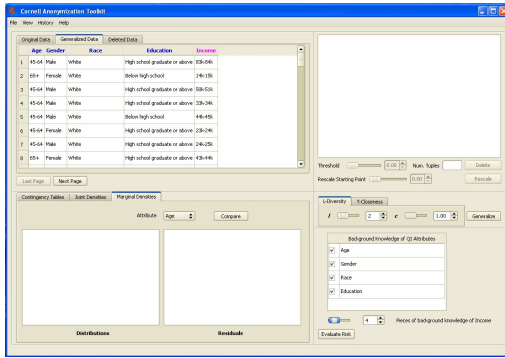 Cornell Anonymization Toolkit
File View History Help
Original Data Generalized Data Deleted Data
Age Gender Race Education Income
1 45-64 Male White High school graduate or above 83k-84k
2 65+ Female White Below high school 14k-15k
3 45-64 Male White High school graduate or above 50k-51k
4 45-64 Male White High school graduate or above 33k-34k
5 45-64 Male White Below high school 44k-45k
6 45-64 Female White High school graduate or above 23k-24k
7 45-64 Male White High school graduate or above 24k-25k
8 65+ Female White High school graduate or above 43k-44k
Last Page Next Page
Threshold 0.00 Num. Tuples Delete
Rescale Starting Point 0.00 Rescale
Contingency Tables Joint Densities Marginal Densities
Attribute Age Compare
Distributions Residuals
L-Diversity T-Closeness
l 2 c 1.00 Generalize
Background Knowledge of QI Attributes
Age
Gender
Race
Education
4 Pieces of background knowledge of Income
Evaluate Risk